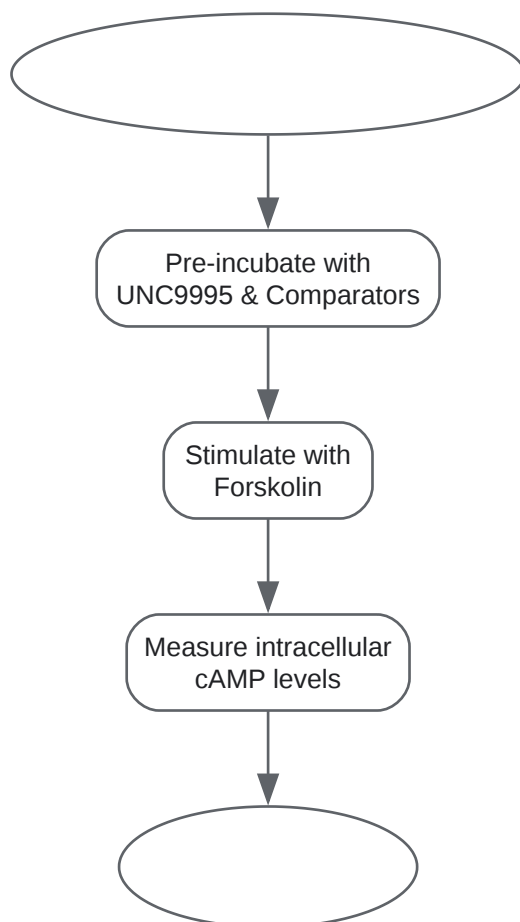 Pre-incubate with
UNC9995 & Comparators
Stimulate with
Forskolin
Measure intracellular
cAMP levels